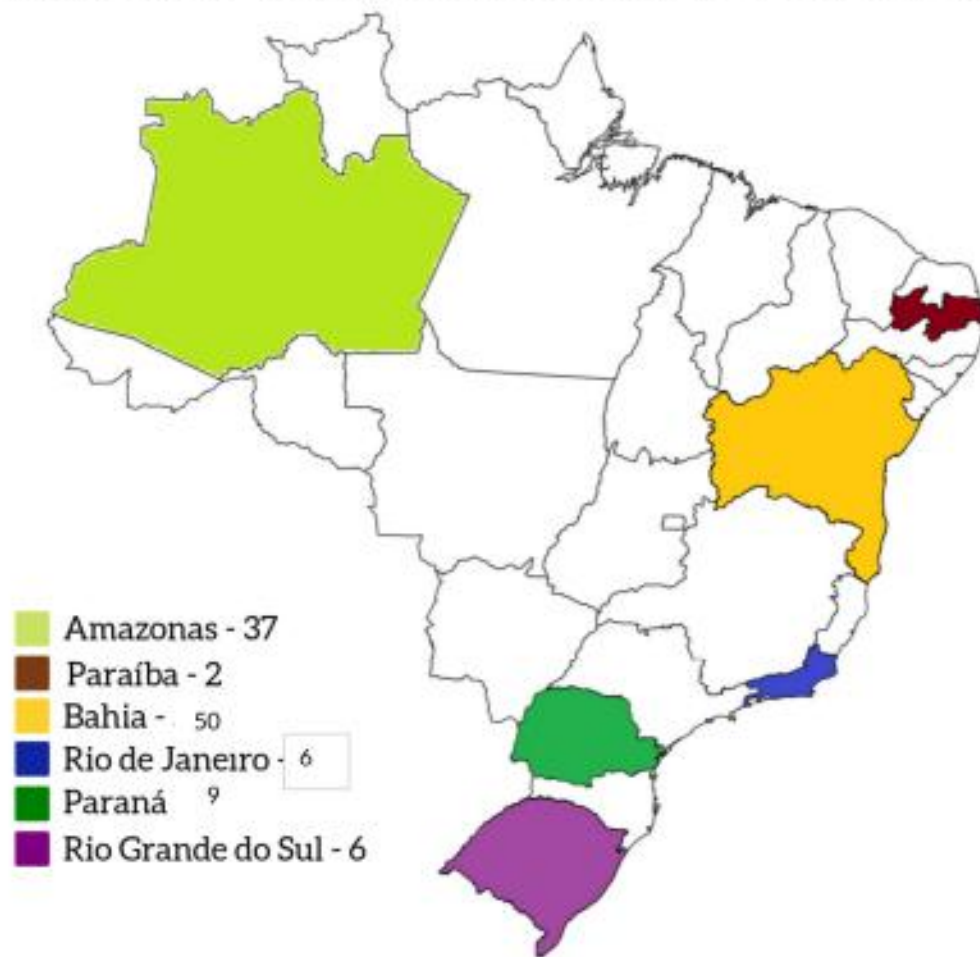 Amazonas - 37
Paraíba - 2
Bahia - 50
Rio de Janeiro - 6
Paraná 9
Rio Grande do Sul - 6